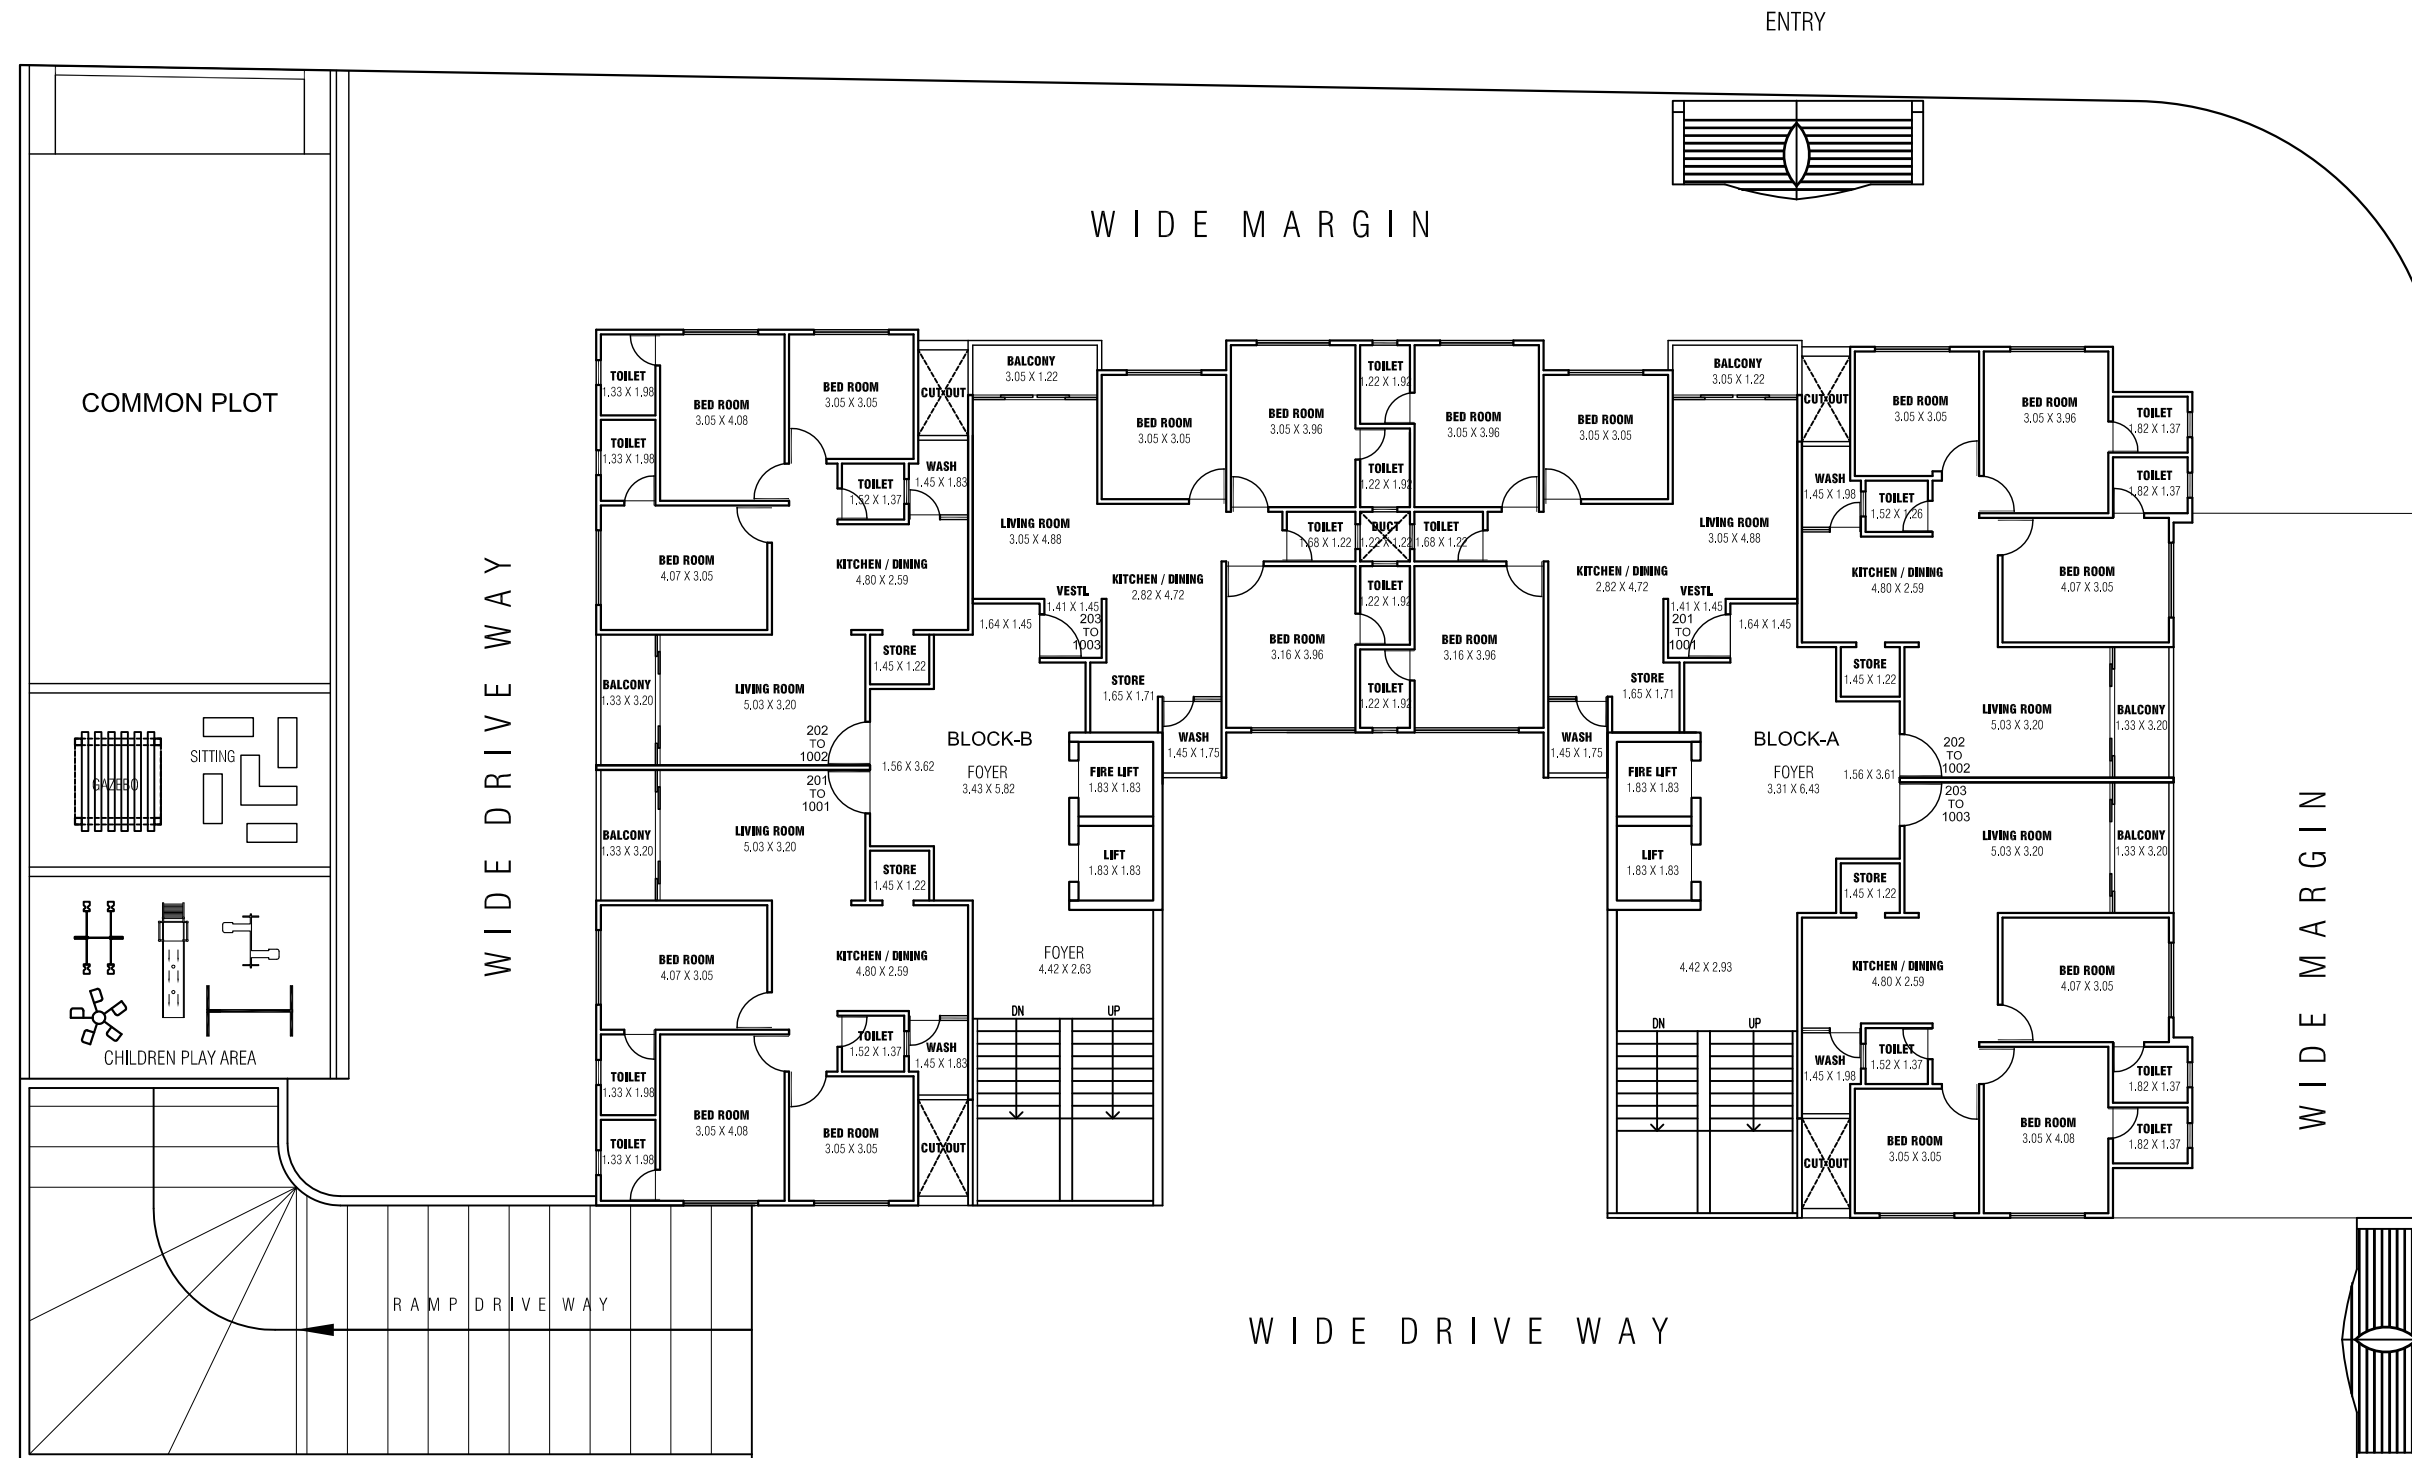 ENTRY
WIDE MARGIN
COMMON PLOT
SITTING
GAZEBO
CHILDREN PLAY AREA
RAMP DRIVE WAY
WIDE DRIVE WAY
TOILET
1.33 X 1.98
BED ROOM
3.05 X 4.08
BED ROOM
3.05 X 3.05
CUT-OUT
TOILET
1.33 X 1.98
TOILET
1.52 X 1.37
WASH
1.45 X 1.83
BED ROOM
4.07 X 3.05
KITCHEN / DINING
4.80 X 2.59
STORE
1.45 X 1.22
BALCONY
1.33 X 3.20
LIVING ROOM
5.03 X 3.20
202
TO
1002
201
TO
1001
BALCONY
1.33 X 3.20
LIVING ROOM
5.03 X 3.20
STORE
1.45 X 1.22
BED ROOM
4.07 X 3.05
KITCHEN / DINING
4.80 X 2.59
TOILET
1.52 X 1.37
WASH
1.45 X 1.83
TOILET
1.33 X 1.98
BED ROOM
3.05 X 4.08
BED ROOM
3.05 X 3.05
TOILET
1.33 X 1.98
CUT-OUT
BALCONY
3.05 X 1.22
BED ROOM
3.05 X 3.05
BED ROOM
3.05 X 3.96
TOILET
1.22 X 1.92
TOILET
1.22 X 1.92
LIVING ROOM
3.05 X 4.88
TOILET
1.68 X 1.22
DUCT
1.22 X 1.22
KITCHEN / DINING
2.82 X 4.72
VESTL
1.41 X 1.45
203
TO
1003
1.64 X 1.45
BED ROOM
3.16 X 3.96
TOILET
1.22 X 1.92
TOILET
1.22 X 1.92
STORE
1.65 X 1.71
WASH
1.45 X 1.75
BLOCK-B
FOYER
3.43 X 5.82
1.56 X 3.62
FIRE LIFT
1.83 X 1.83
LIFT
1.83 X 1.83
FOYER
4.42 X 2.63
DN
UP
BED ROOM
3.05 X 3.96
BED ROOM
3.05 X 3.05
BALCONY
3.05 X 1.22
TOILET
1.68 X 1.22
LIVING ROOM
3.05 X 4.88
KITCHEN / DINING
2.82 X 4.72
VESTL
1.41 X 1.45
201
TO
1001
1.64 X 1.45
BED ROOM
3.16 X 3.96
STORE
1.65 X 1.71
WASH
1.45 X 1.75
BLOCK-A
FOYER
3.31 X 6.43
1.56 X 3.61
FIRE LIFT
1.83 X 1.83
LIFT
1.83 X 1.83
4.42 X 2.93
DN
UP
CUT-OUT
BED ROOM
3.05 X 3.05
BED ROOM
3.05 X 3.96
TOILET
1.82 X 1.37
TOILET
1.82 X 1.37
WASH
1.45 X 1.98
TOILET
1.52 X 1.26
KITCHEN / DINING
4.80 X 2.59
BED ROOM
4.07 X 3.05
STORE
1.45 X 1.22
LIVING ROOM
5.03 X 3.20
BALCONY
1.33 X 3.20
202
TO
1002
203
TO
1003
LIVING ROOM
5.03 X 3.20
BALCONY
1.33 X 3.20
STORE
1.45 X 1.22
KITCHEN / DINING
4.80 X 2.59
BED ROOM
4.07 X 3.05
WASH
1.45 X 1.98
TOILET
1.52 X 1.37
TOILET
1.82 X 1.37
BED ROOM
3.05 X 3.05
BED ROOM
3.05 X 4.08
TOILET
1.82 X 1.37
CUT-OUT
WIDE MARGIN
WIDE DRIVE WAY